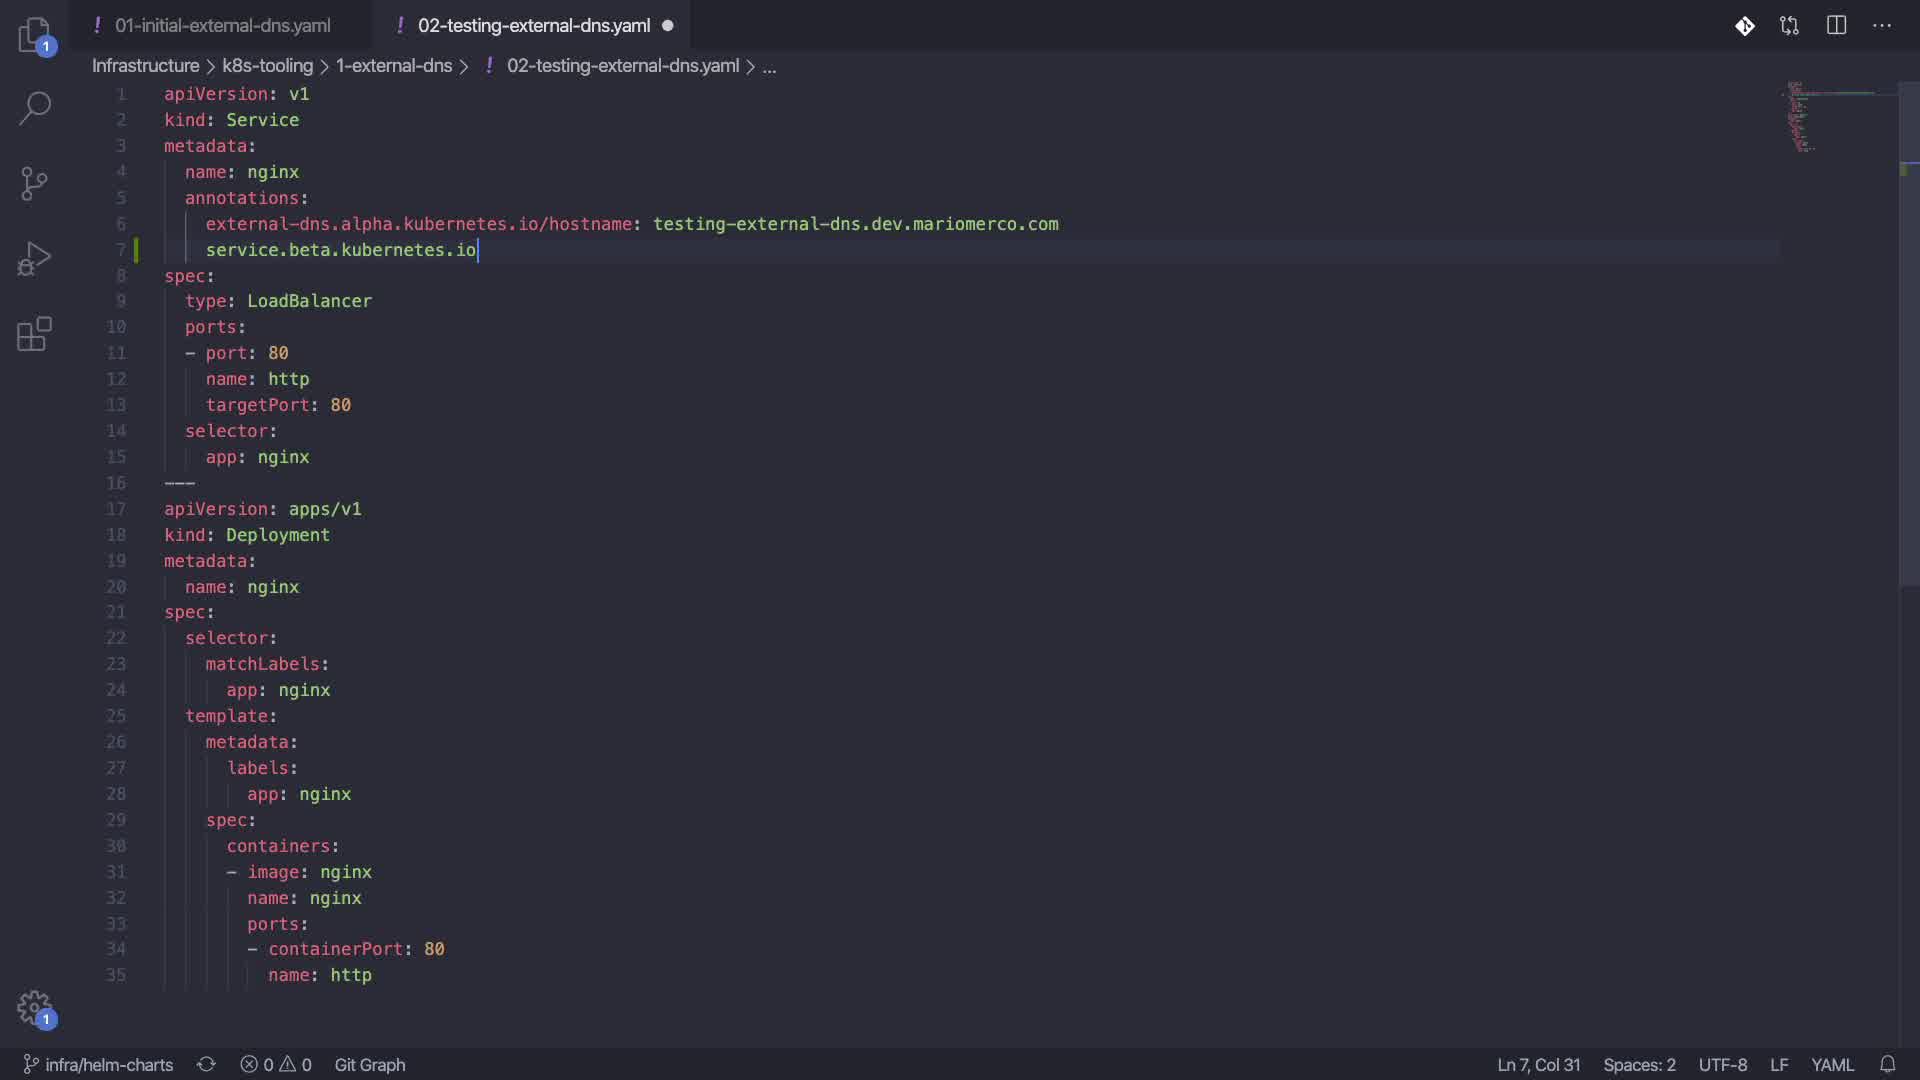 ! 01-initial-external-dns.yaml ! 02-testing-external-dns.yaml
1
Infrastructure > k8s-tooling > 1-external-dns > ! 02-testing-external-dns.yaml > ...
1 apiVersion: v1
2 kind: Service
3 metadata:
4 name: nginx
5 annotations:
6 external-dns.alpha.kubernetes.io/hostname: testing-external-dns.dev.mariomerco.com
7 service.beta.kubernetes.io
8 spec:
9 type: LoadBalancer
10 ports:
11 - port: 80
12 name: http
13 targetPort: 80
14 selector:
15 app: nginx
16 ---
17 apiVersion: apps/v1
18 kind: Deployment
19 metadata:
20 name: nginx
21 spec:
22 selector:
23 matchLabels:
24 app: nginx
25 template:
26 metadata:
27 labels:
28 app: nginx
29 spec:
30 containers:
31 - image: nginx
32 name: nginx
33 ports:
34 - containerPort: 80
35 name: http
1
infra/helm-charts 0 0 Git Graph Ln 7, Col 31 Spaces: 2 UTF-8 LF YAML